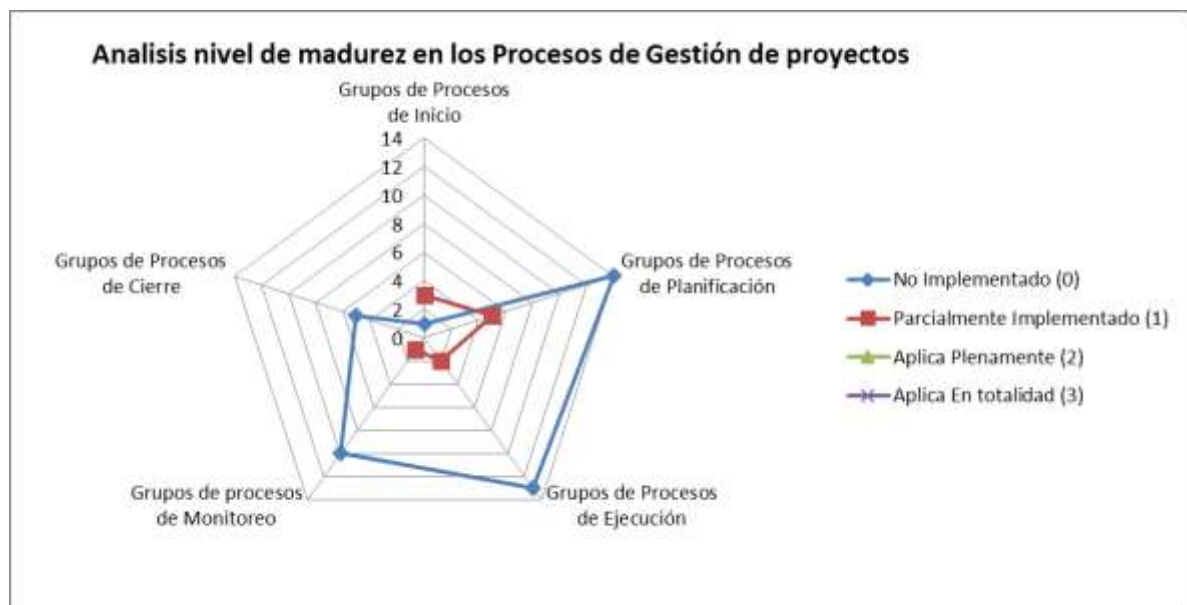 Analisis nivel de madurez en los Procesos de Gestión de proyectos
Grupos de Procesos
de Inicio
14
12
10
8
6
4
2
0
Grupos de Procesos
de Planificación
Grupos de Procesos
de Ejecución
Grupos de procesos
de Monitoreo
Grupos de Procesos
de Cierre
No Implementado (0)
Parcialmente Implementado (1)
Aplica Plenamente (2)
Aplica En totalidad (3)